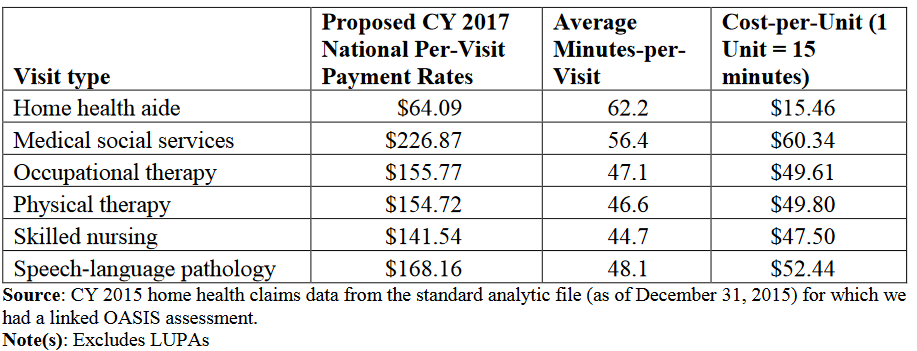 Visit type Proposed CY 2017 National Per-Visit Payment Rates Average Minutes-per-Visit Cost-per-Unit (1 Unit = 15 minutes)
Home health aide $64.09 62.2 $15.46
Medical social services $226.87 56.4 $60.34
Occupational therapy $155.77 47.1 $49.61
Physical therapy $154.72 46.6 $49.80
Skilled nursing $141.54 44.7 $47.50
Speech-language pathology $168.16 48.1 $52.44
Source: CY 2015 home health claims data from the standard analytic file (as of December 31, 2015) for which we
had a linked OASIS assessment.
Note(s): Excludes LUPAs